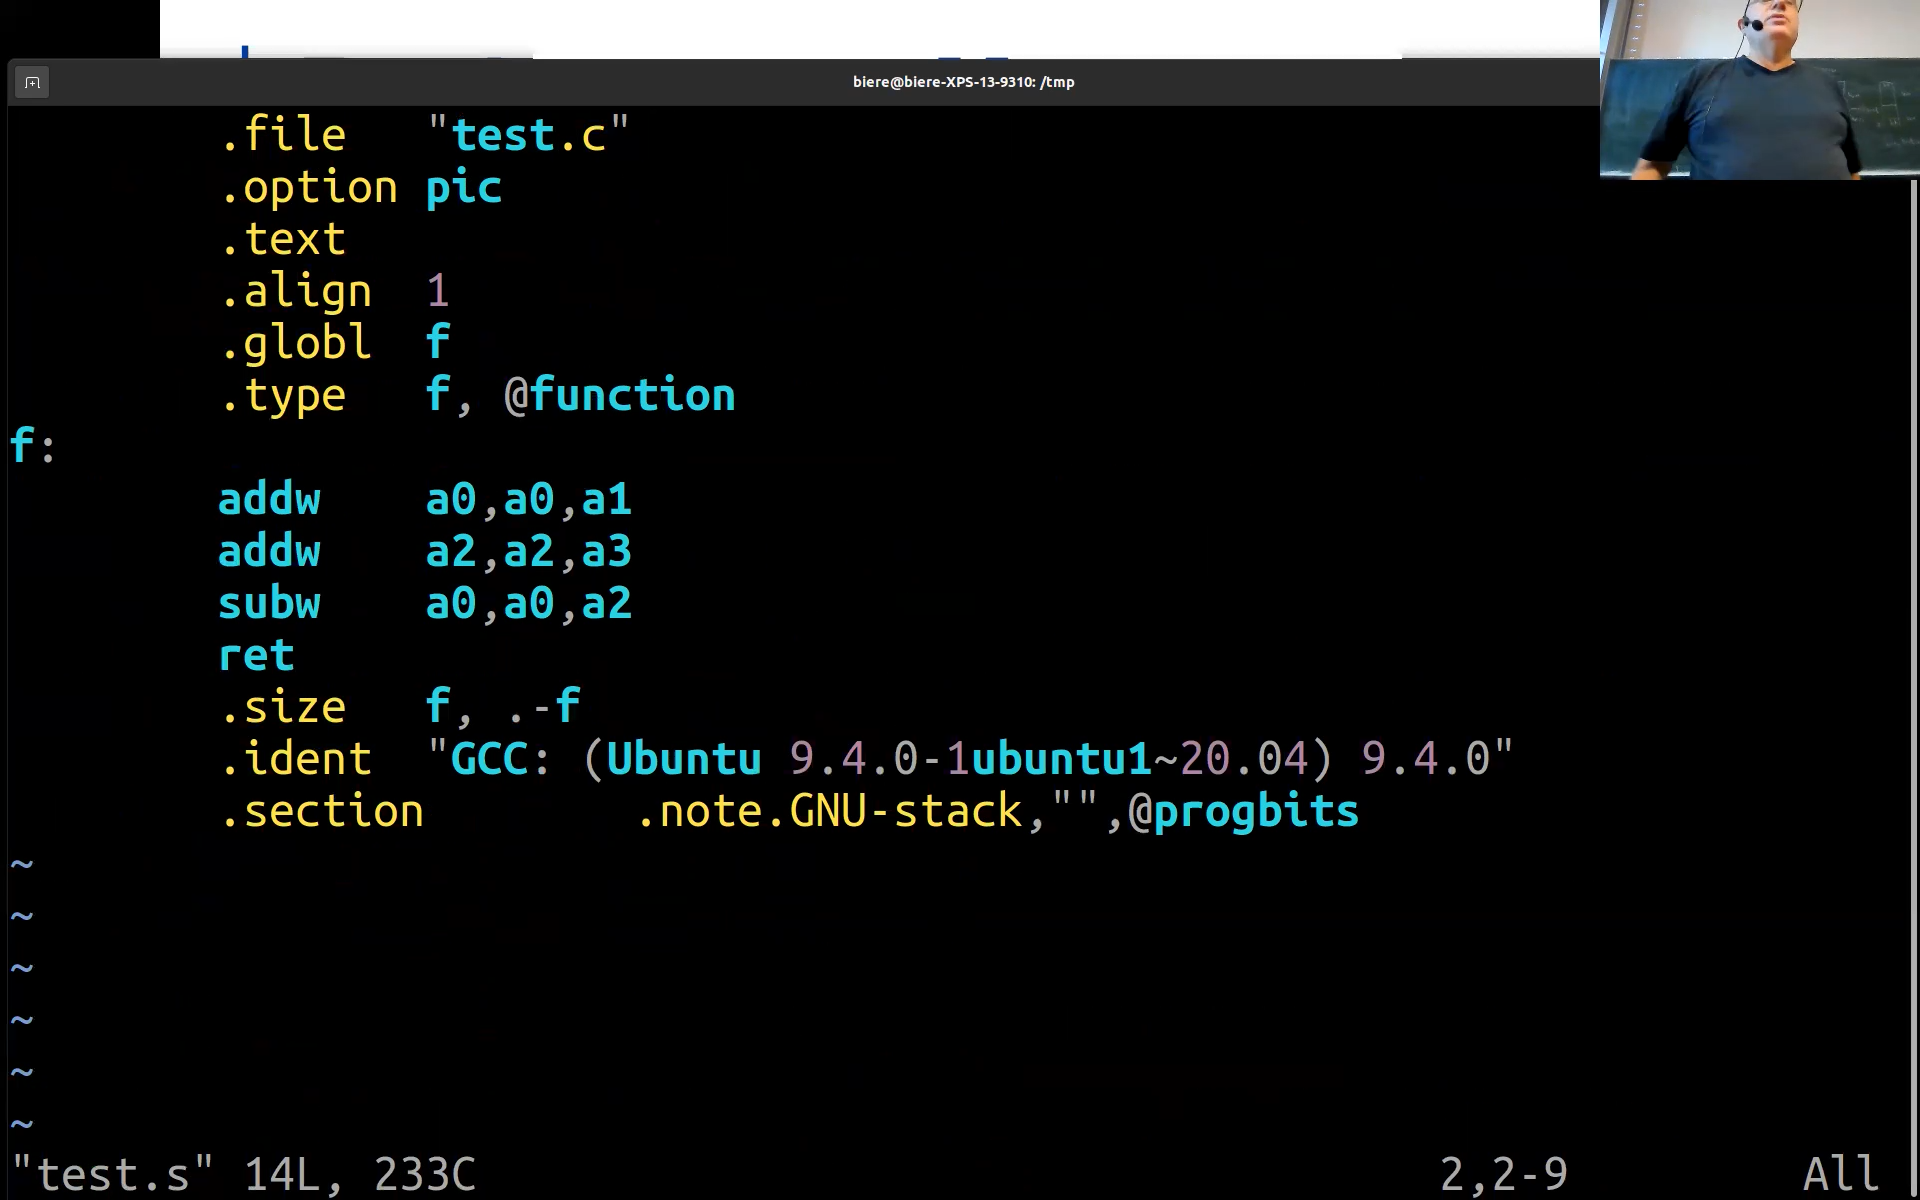 biere@biere-XPS-13-9310: /tmp
.file "test.c"
.option pic
.text
.align 1
.globl f
.type f, @function
f:
addw a0,a0,a1
addw a2,a2,a3
subw a0,a0,a2
ret
.size f, .-f
.ident "GCC: (Ubuntu 9.4.0-1ubuntu1~20.04) 9.4.0"
.section .note.GNU-stack,"",@progbits
~
~
~
~
~
~
"test.s" 14L, 233C 2,2-9 All